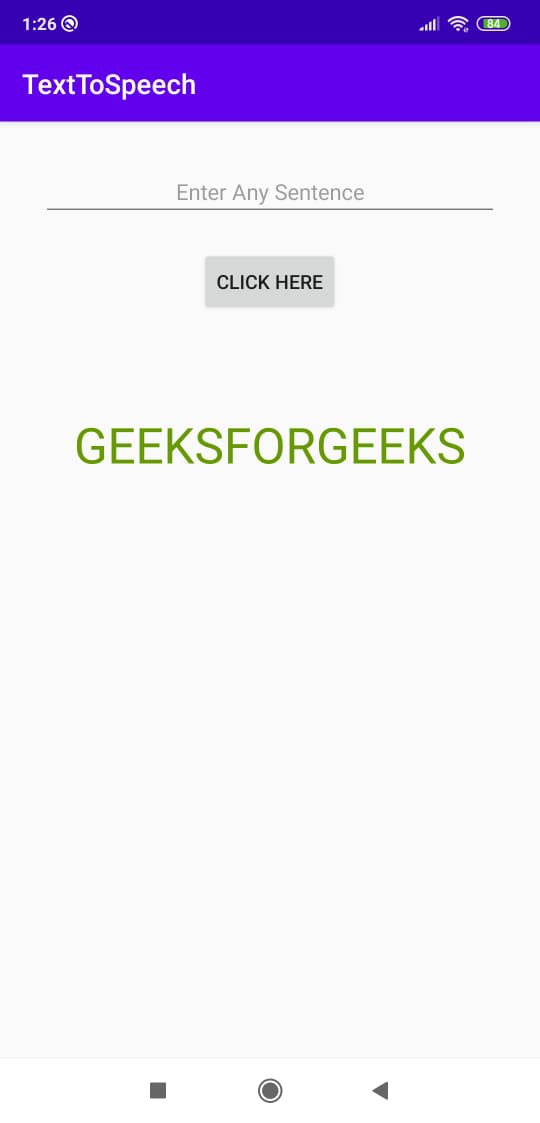 1:26 84
TextToSpeech
Enter Any Sentence
CLICK HERE
GEEKSFORGEEKS